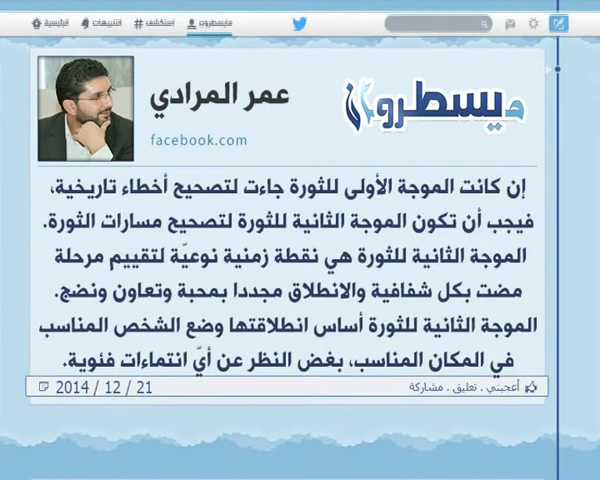 الرئيسية
التنبيهات
استكشف
مايسطرون
مايسطرون
عمر المرادي
facebook.com
إن كانت الموجة الأولى للثورة جاءت لتصحيح أخطاء تاريخية،
فيجب أن تكون الموجة الثانية للثورة لتصحيح مسارات الثورة.
الموجة الثانية للثورة هي نقطة زمنية نوعيّة لتقييم مرحلة
مضت بكل شفافية والانطلاق مجددا بمحبة وتعاون ونضج.
الموجة الثانية للثورة أساس انطلاقتها وضع الشخص المناسب
في المكان المناسب، بغض النظر عن أيّ انتماءات فئوية.
أعجبني . تعليق . مشاركة
2014 / 12 / 21